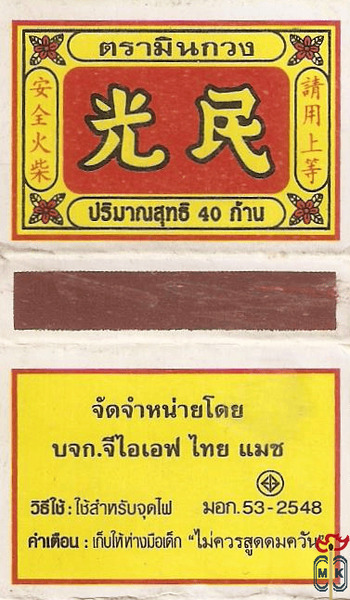 ตรามินกวง
安全火柴
光民
請用上等
ปริมาณสุทธิ 40 ก้าน
จัดจำหน่ายโดย
บจก.จีไอเอฟ ไทย แมช
วิธีใช้ : ใช้สำหรับจุดไฟ มอก.53-2548
คำเตือน : เก็บให้ห่างมือเด็ก "ไม่ควรสูดดมควัน"
M K